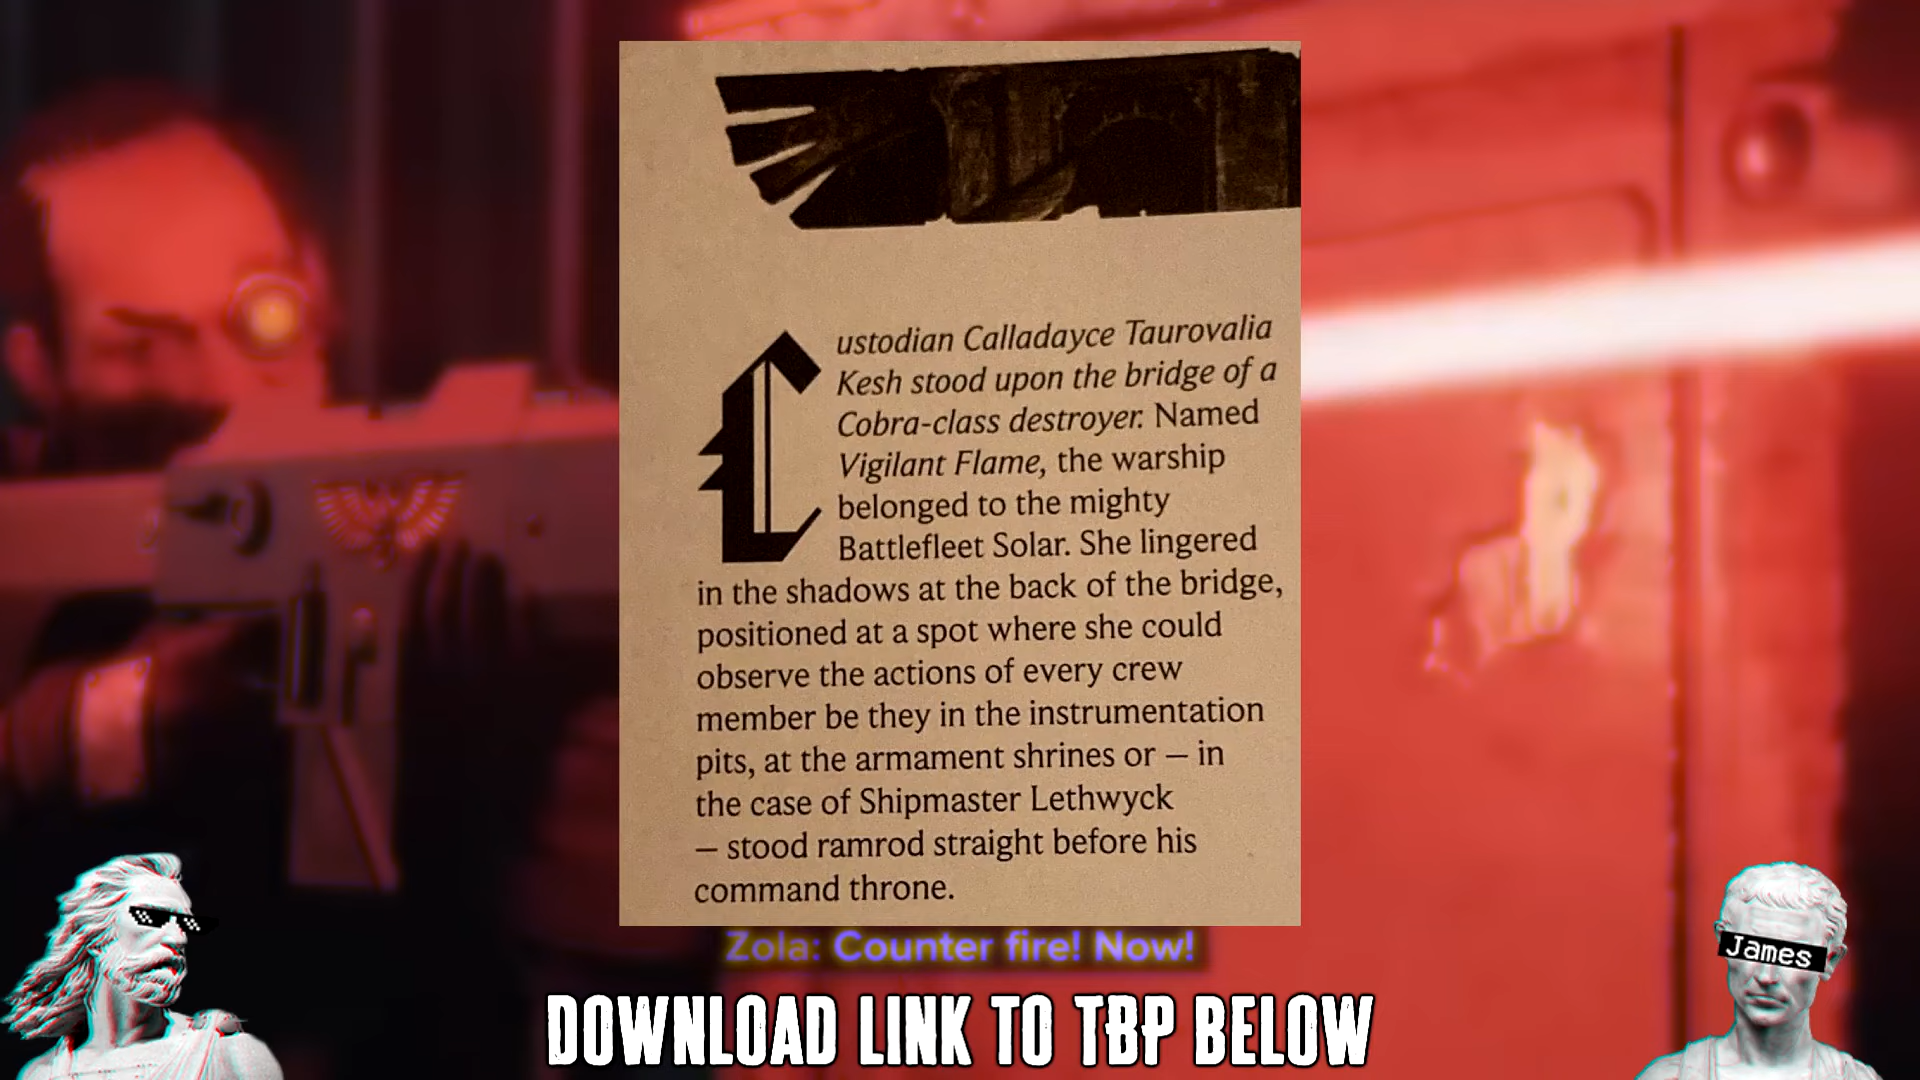 Custodian Calladayce Taurovalia
Kesh stood upon the bridge of a
Cobra-class destroyer. Named
Vigilant Flame, the warship
belonged to the mighty
Battlefleet Solar. She lingered
in the shadows at the back of the bridge,
positioned at a spot where she could
observe the actions of every crew
member be they in the instrumentation
pits, at the armament shrines or – in
the case of Shipmaster Lethwyck
– stood ramrod straight before his
command throne.
Zola: Counter fire! Now!
James
DOWNLOAD LINK TO TBP BELOW